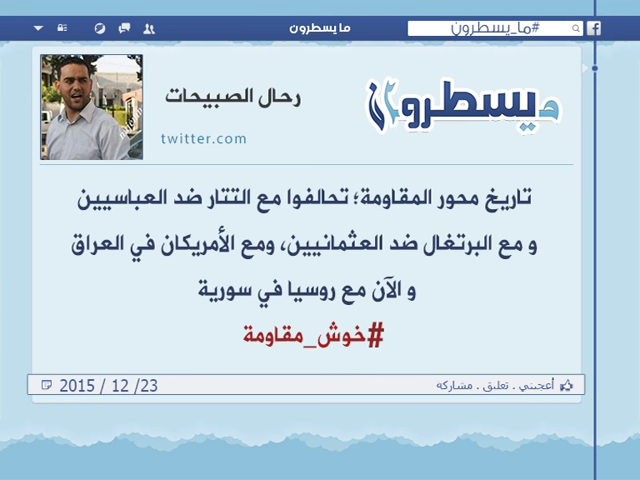 ما يسطرون
#ما_يسطرون
f
رحال الصبيحات
twitter.com
ما يسطرون
تاريخ محور المقاومة؛ تحالفوا مع التتار ضد العباسيين
و مع البرتغال ضد العثمانيين، ومع الأمريكان في العراق
و الآن مع روسيا في سورية
#خوش_مقاومة
أعجبني . تعليق . مشاركه
2015 / 12 /23